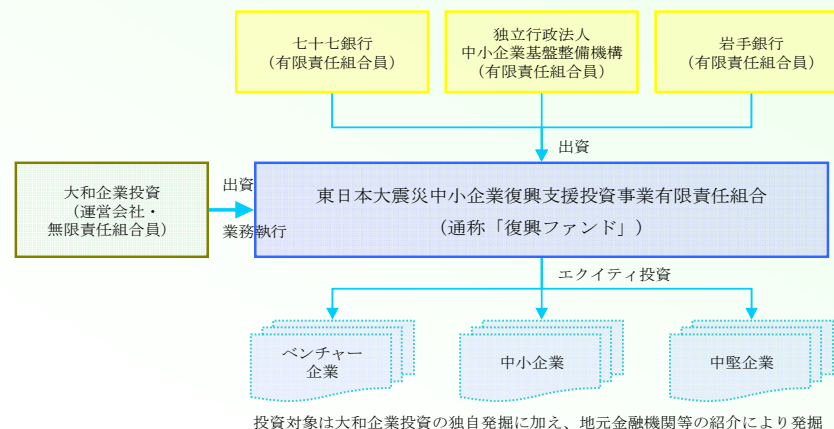 七十七銀行
（有限責任組合員）
独立行政法人
中小企業基盤整備機構
（有限責任組合員）
岩手銀行
（有限責任組合員）
出資
大和企業投資
（運営会社・
無限責任組合員）
出資
業務執行
東日本大震災中小企業復興支援投資事業有限責任組合
（通称「復興ファンド」）
エクイティ投資
ベンチャー
企業
中小企業
中堅企業
投資対象は大和企業投資の独自発掘に加え、地元金融機関等の紹介により発掘